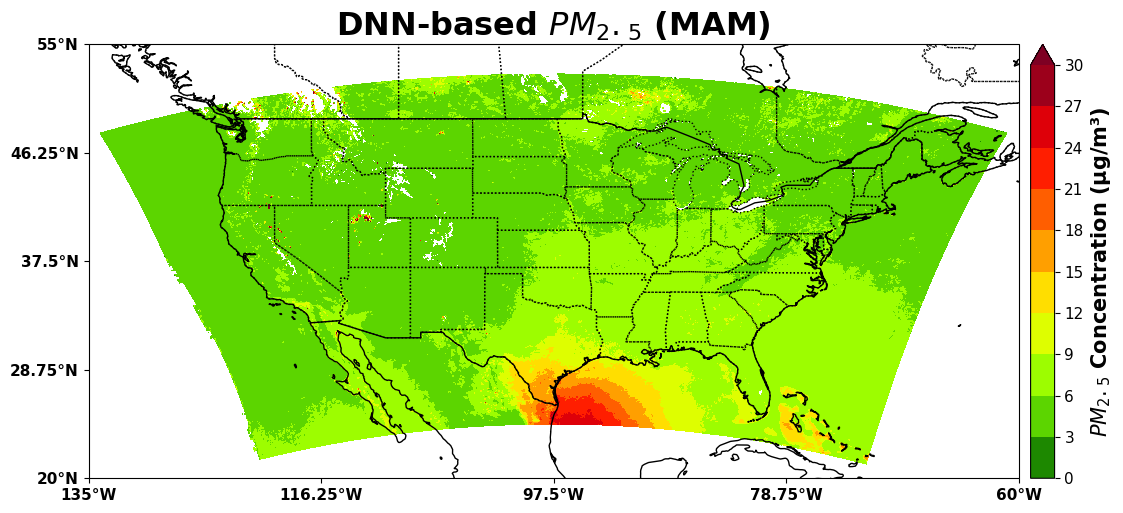 DNN-based PM₂.₅ (MAM)
55°N
46.25°N
37.5°N
28.75°N
20°N
135°W
116.25°W
97.5°W
78.75°W
60°W
30
27
24
21
18
15
12
9
6
3
0
PM₂.₅ Concentration (µg/m³)